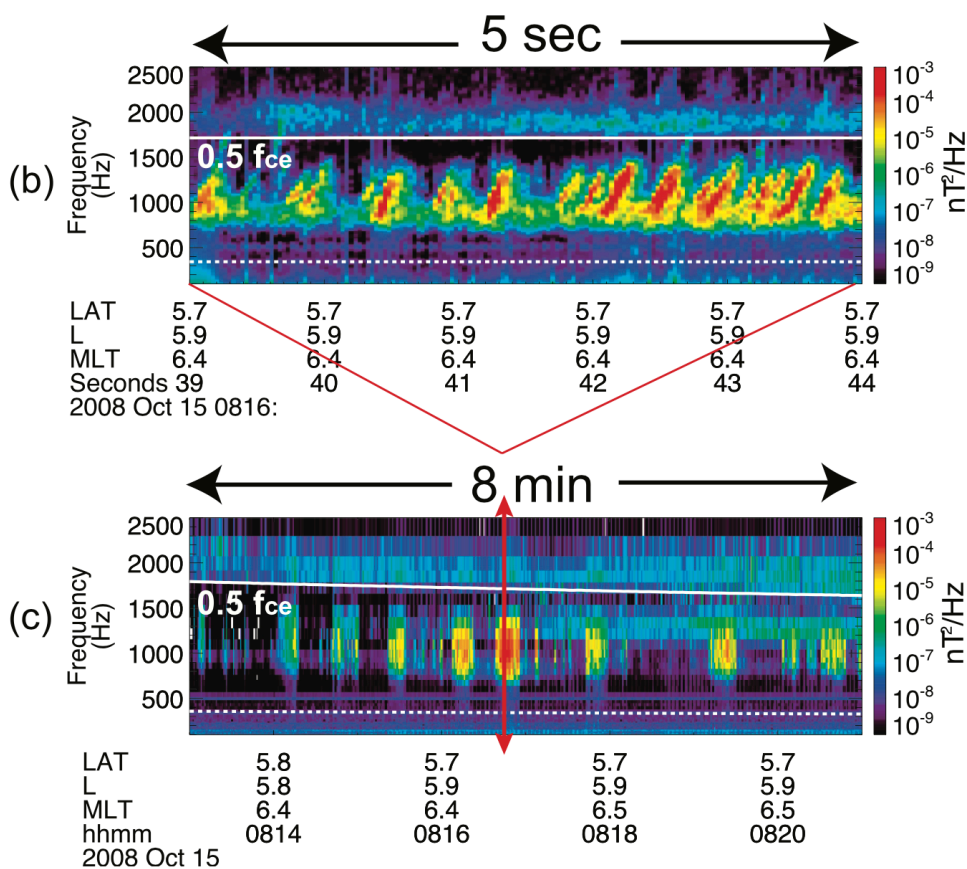 5 sec
(b)
Frequency
(Hz)
2500
2000
1500
1000
500
0.5 fce
10-3
10-4
10-5
10-6
10-7
10-8
10-9
nT2/Hz
LAT 5.7 5.7 5.7 5.7 5.7 5.7
L 5.9 5.9 5.9 5.9 5.9 5.9
MLT 6.4 6.4 6.4 6.4 6.4 6.4
Seconds 39 40 41 42 43 44
2008 Oct 15 0816:
8 min
(c)
Frequency
(Hz)
2500
2000
1500
1000
500
0.5 fce
10-3
10-4
10-5
10-6
10-7
10-8
10-9
nT2/Hz
LAT 5.8 5.7 5.7 5.7
L 5.8 5.9 5.9 5.9
MLT 6.4 6.4 6.5 6.5
hhmm 0814 0816 0818 0820
2008 Oct 15